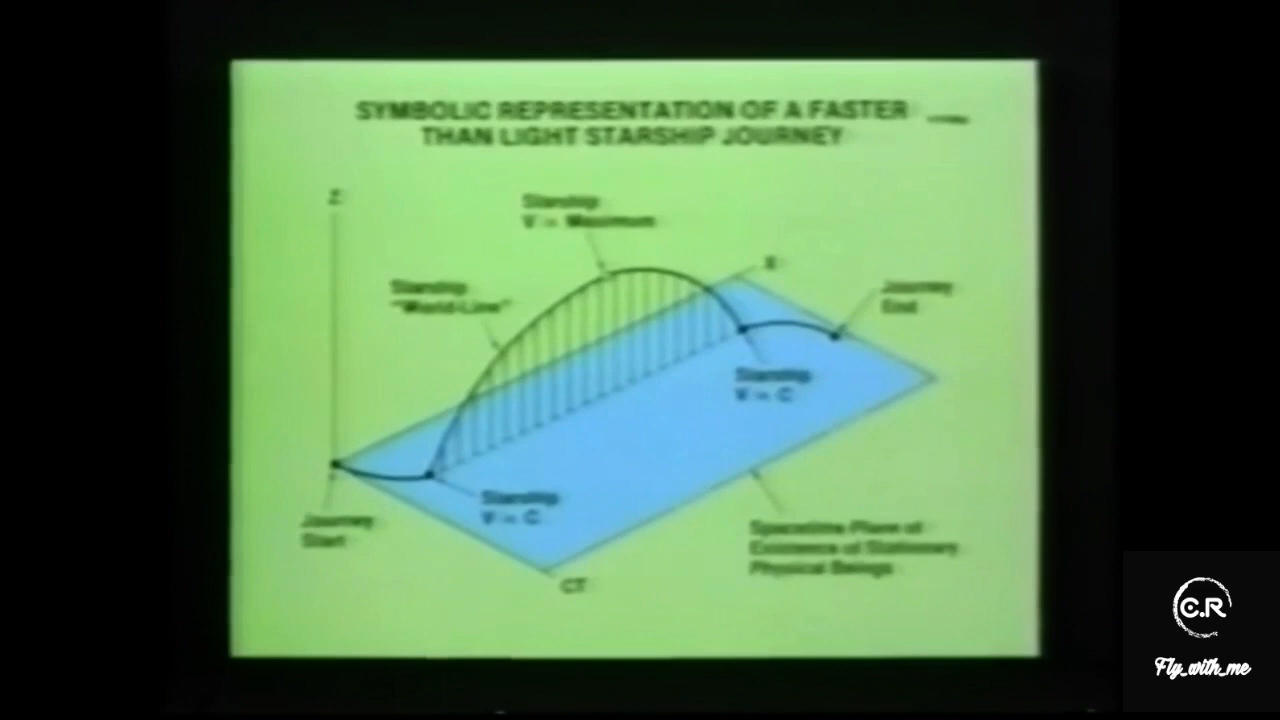 SYMBOLIC REPRESENTATION OF A FASTER
THAN LIGHT STARSHIP JOURNEY
Z
Starship
V = Maximum
X
Starship
"World-Line"
Journey
End
Starship
V = C
Starship
V = C
Journey
Start
Spacetime Plane of
Existence of Stationary
Physical Beings
CT
C.R
Fly_with_me